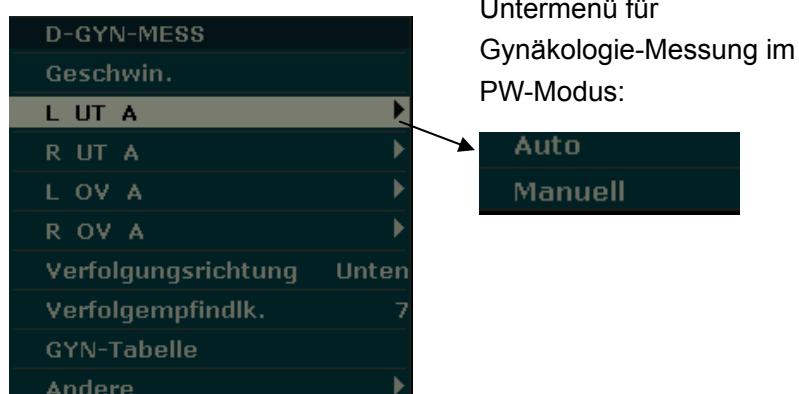 D-GYN-MESS
Geschwin.
L UT A
R UT A
L OV A
R OV A
Verfolgungsrichtung Unten
Verfolgempfindlk. 7
GYN-Tabelle
Andere
Untermenü für
Gynäkologie-Messung im
PW-Modus:
Auto
Manuell